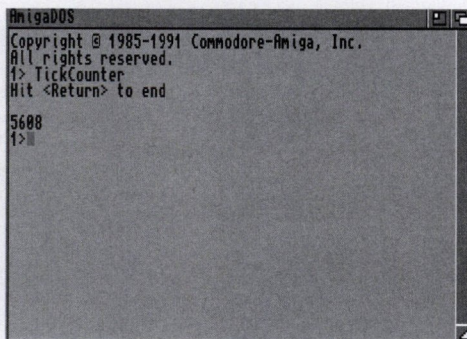 AmigaDOS
Copyright © 1985-1991 Commodore-Amiga, Inc.
All rights reserved.
1> TickCounter
Hit <Return> to end
5608
1>